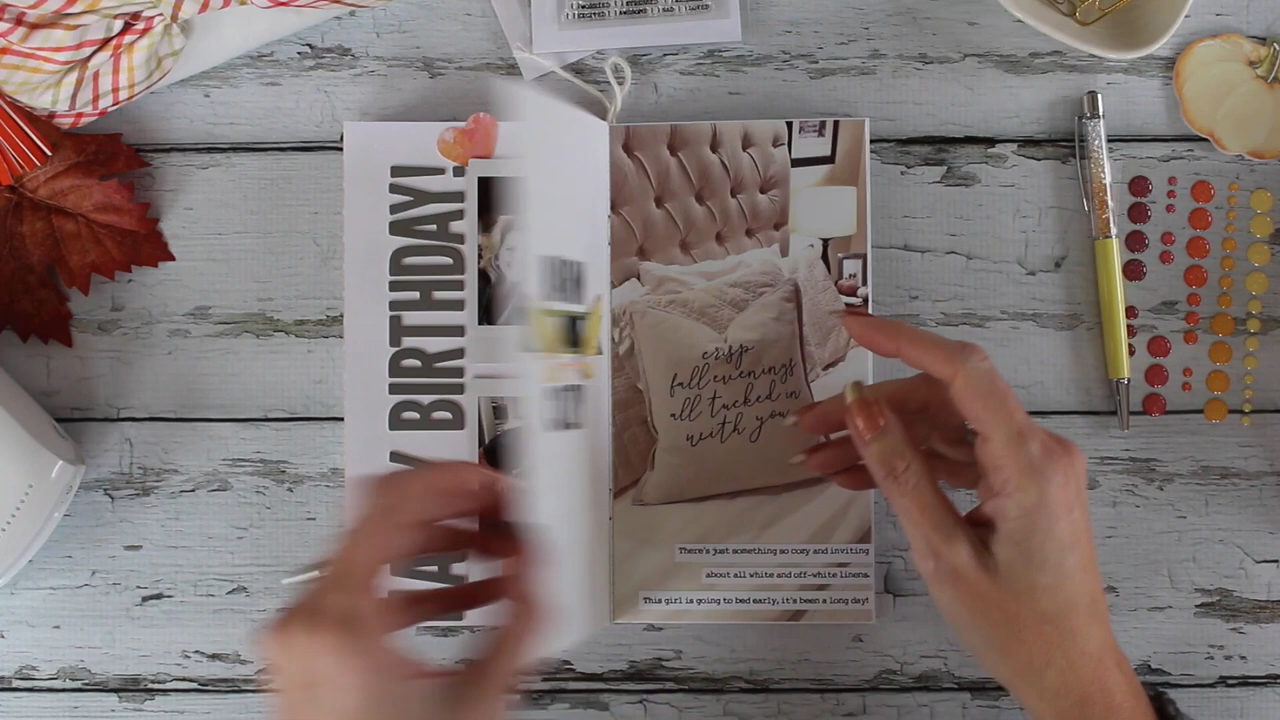 BIRTHDAY!
crisp
fall evenings
all tucked in
with you
There's just something so cozy and inviting
about all white and off-white linens.
This girl is going to bed early, it's been a long day!